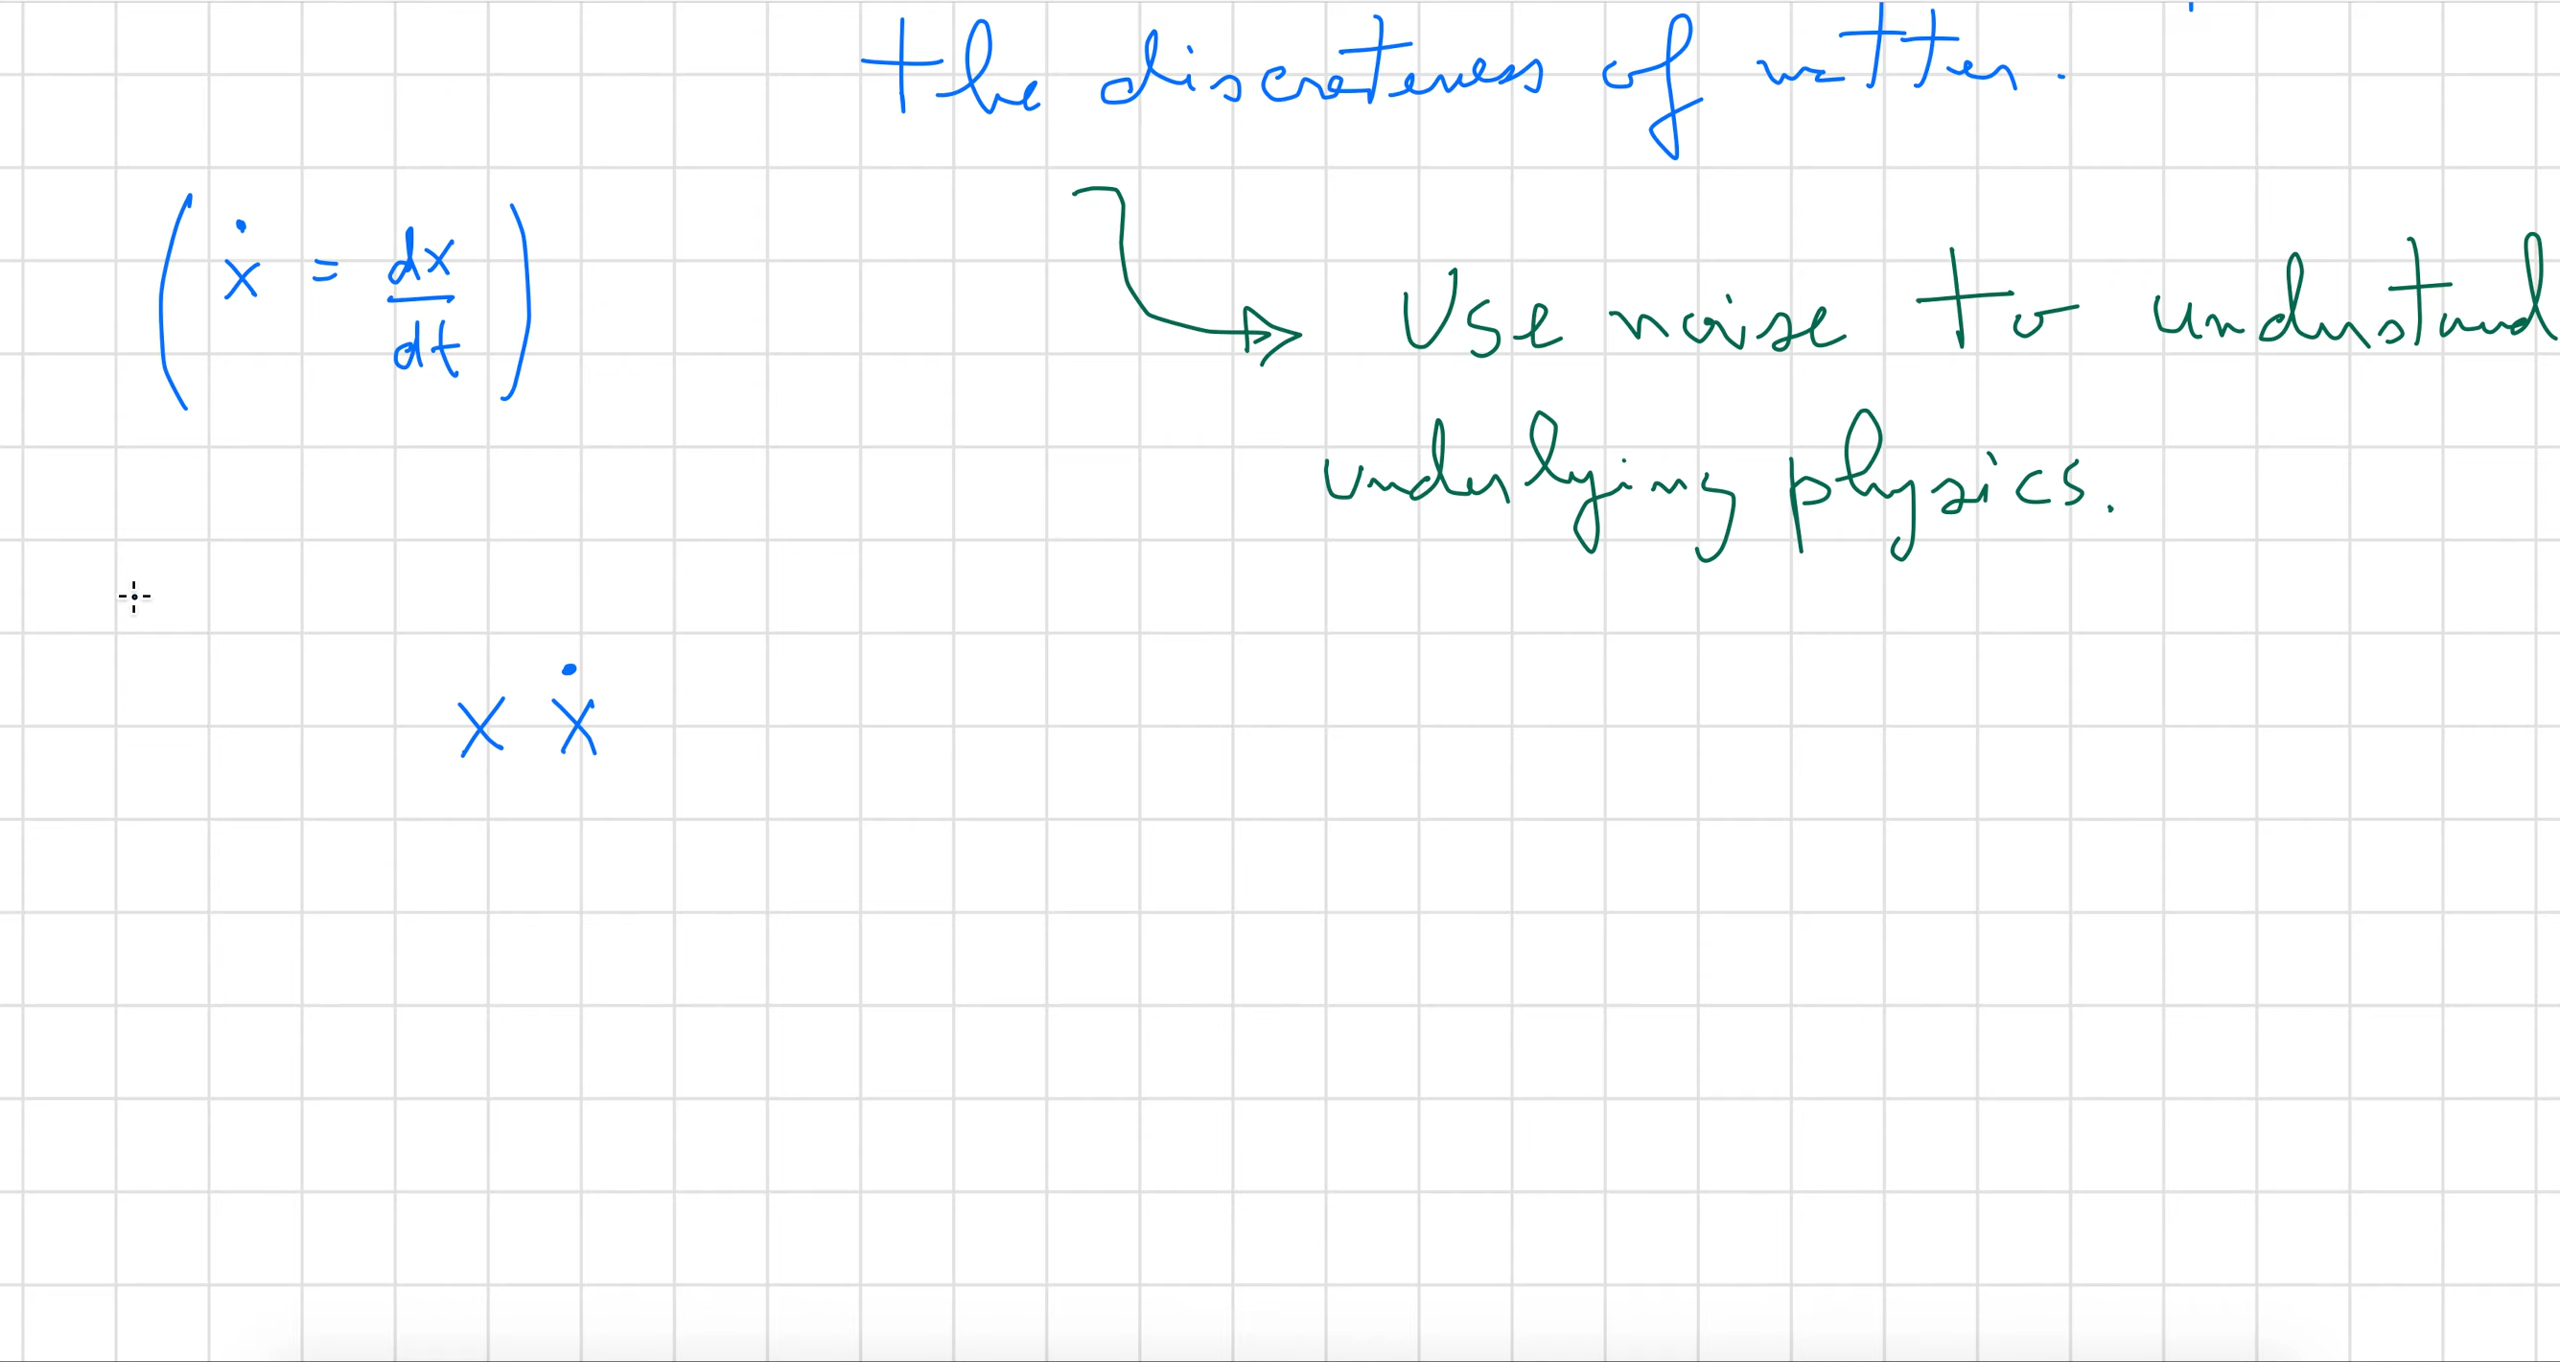 the discreteness of matter.
( ẋ = dx/dt )
Use noise to understand
underlying physics.
x ẋ